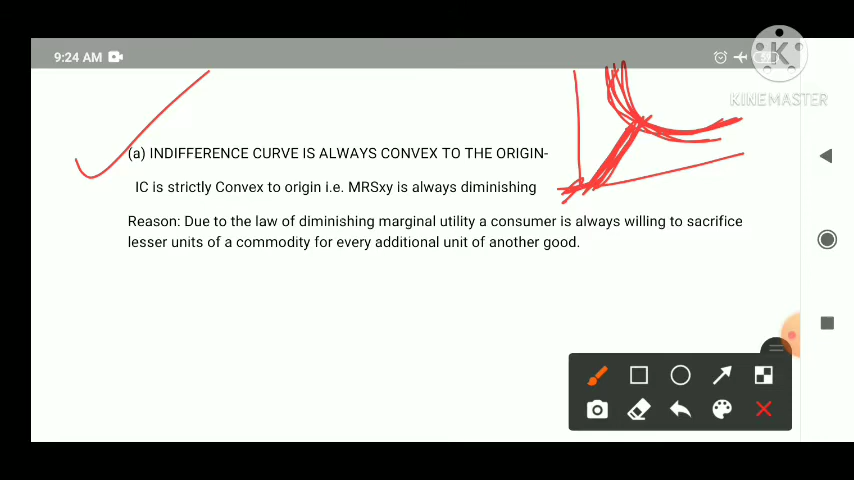 9:24 AM
KINEMASTER
(a) INDIFFERENCE CURVE IS ALWAYS CONVEX TO THE ORIGIN-
IC is strictly Convex to origin i.e. MRSxy is always diminishing
Reason: Due to the law of diminishing marginal utility a consumer is always willing to sacrifice
lesser units of a commodity for every additional unit of another good.